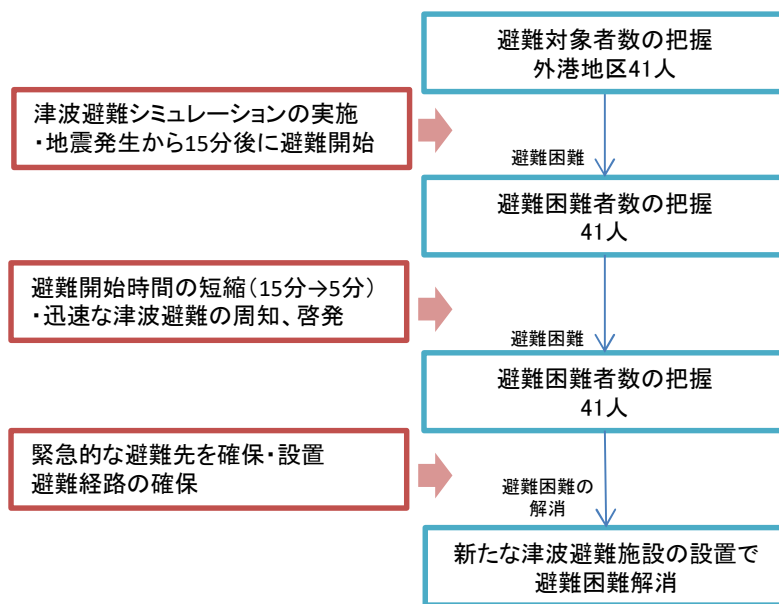 避難対象者数の把握
外港地区41人
津波避難シミュレーションの実施
・地震発生から15分後に避難開始
避難困難
避難困難者数の把握
41人
避難開始時間の短縮（15分→5分）
・迅速な津波避難の周知、啓発
避難困難
避難困難者数の把握
41人
緊急的な避難先を確保・設置
避難経路の確保
避難困難の
解消
新たな津波避難施設の設置で
避難困難解消